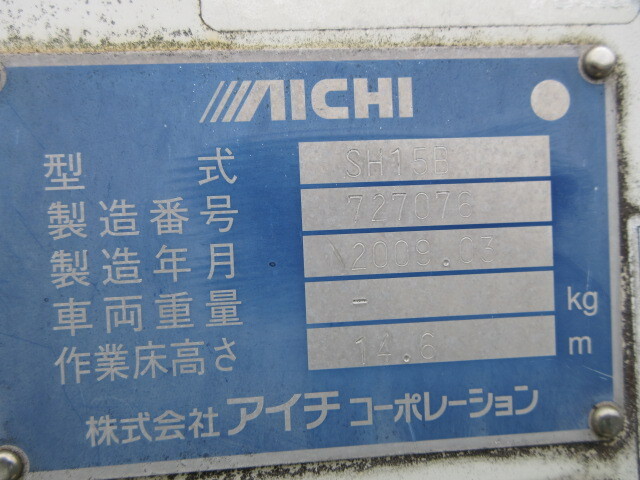 AICHI
型 式 SH15B
製造番号 727076
製造年月 2009.03
車両重量 - kg
作業床高さ 14.6 m
株式会社 アイチ コーポレーション